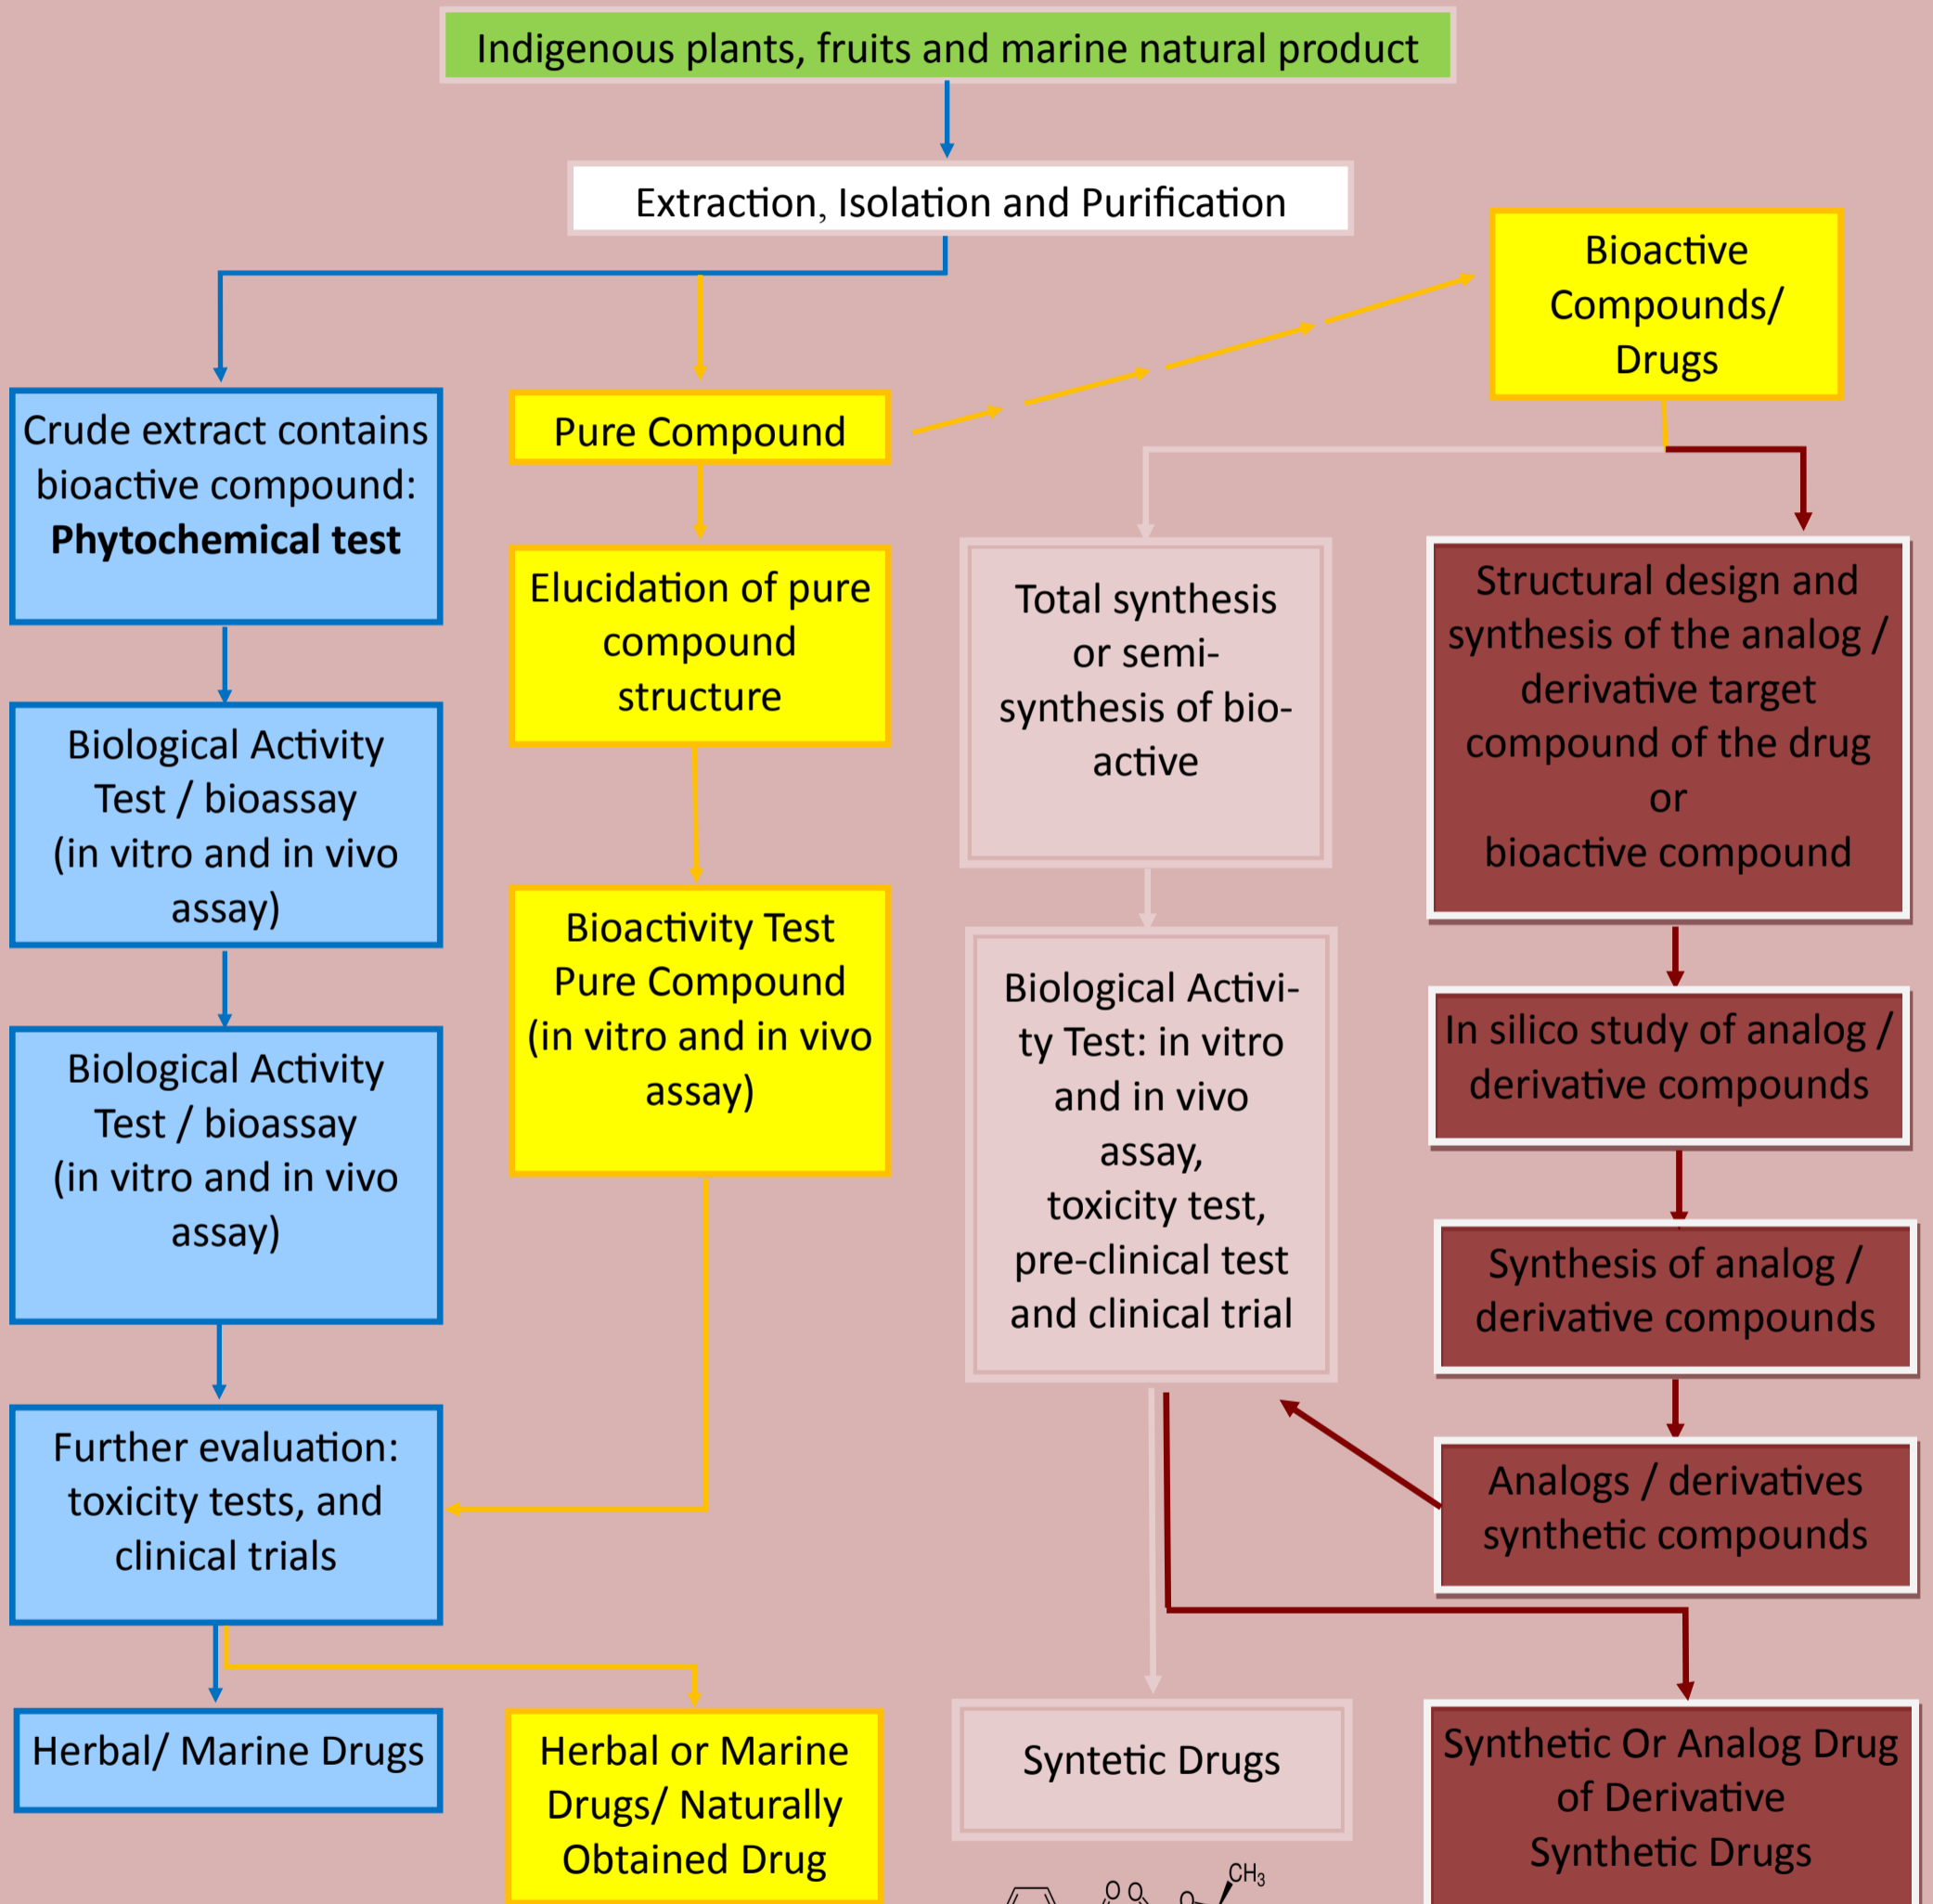 Indigenous plants, fruits and marine natural product
Extraction, Isolation and Purification
Bioactive
Compounds/
Drugs
Crude extract contains
bioactive compound:
Phytochemical test
Pure Compound
Elucidation of pure
compound
structure
Total synthesis
or semi-
synthesis of bio-
active
Structural design and
synthesis of the analog /
derivative target
compound of the drug
or
bioactive compound
Biological Activity
Test / bioassay
(in vitro and in vivo
assay)
Bioactivity Test
Pure Compound
(in vitro and in vivo
assay)
Biological Activi-
ty Test: in vitro
and in vivo
assay,
toxicity test,
pre-clinical test
and clinical trial
In silico study of analog /
derivative compounds
Biological Activity
Test / bioassay
(in vitro and in vivo
assay)
Synthesis of analog /
derivative compounds
Further evaluation:
toxicity tests, and
clinical trials
Analogs / derivatives
synthetic compounds
Herbal/ Marine Drugs
Herbal or Marine
Drugs/ Naturally
Obtained Drug
Syntetic Drugs
Synthetic Or Analog Drug
of Derivative
Synthetic Drugs
CH3
O O O